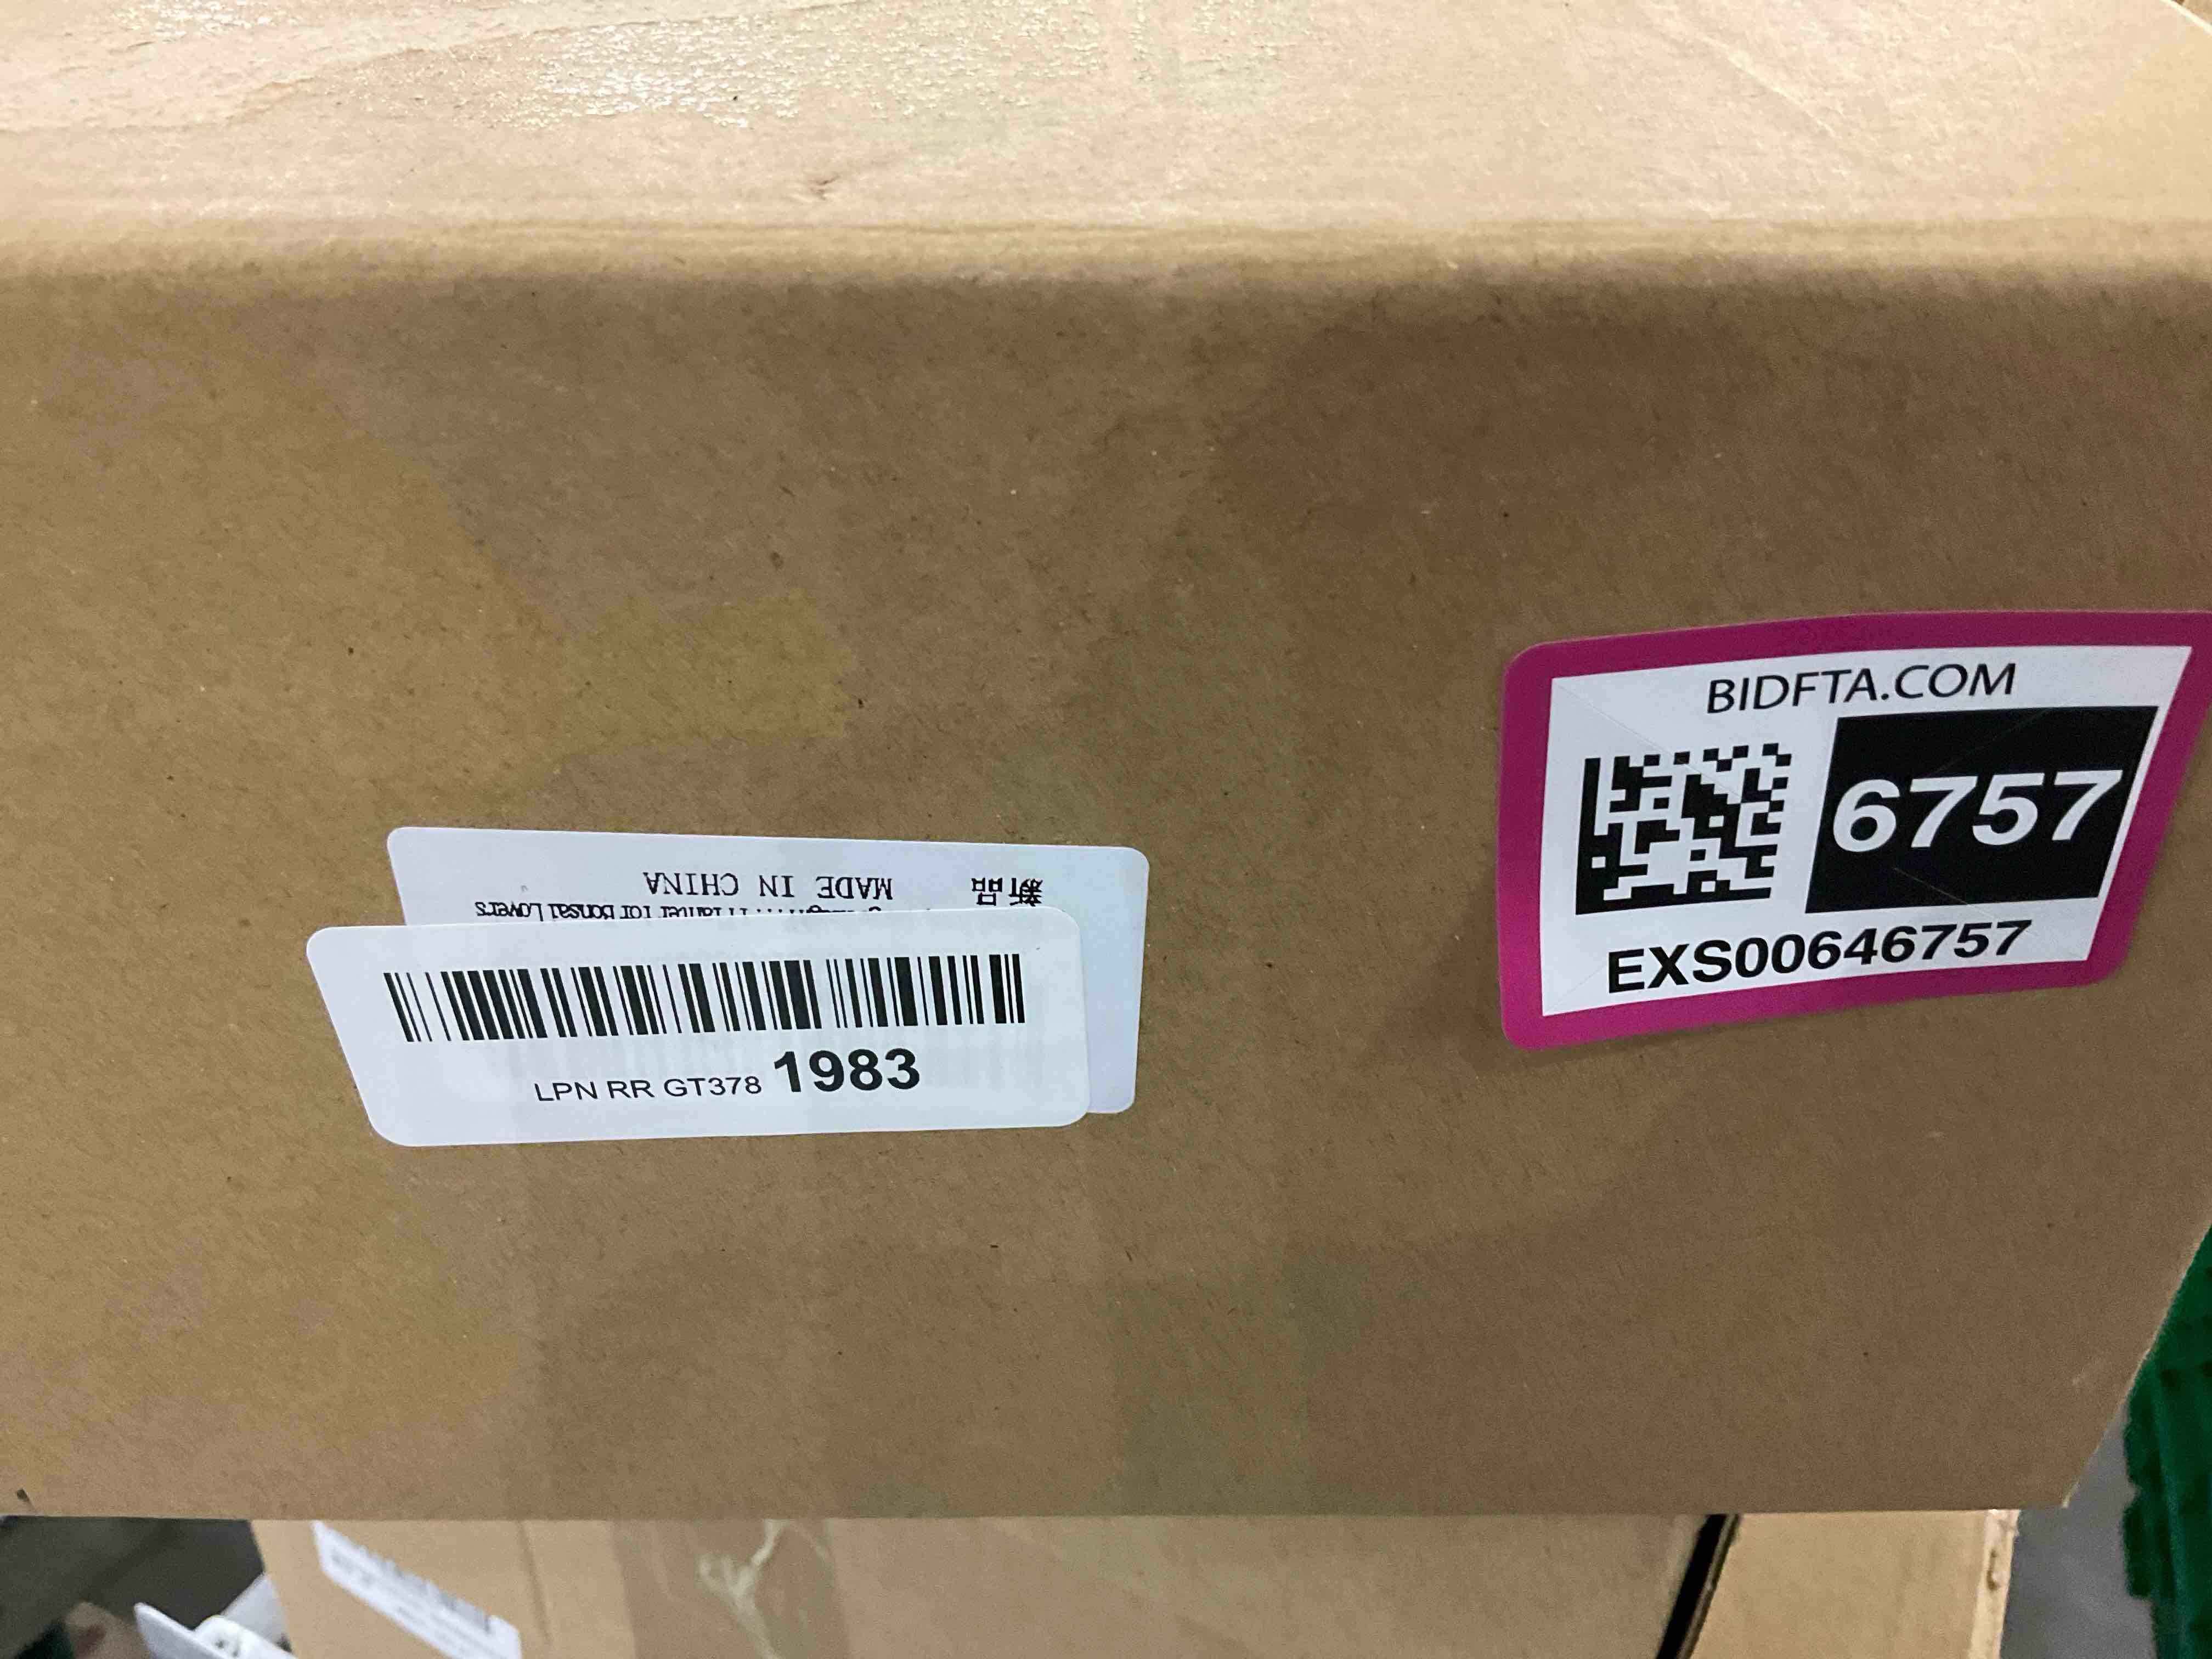 BIDFTA.COM
6757
EXS00646757
新品 MADE IN CHINA
Planter for Bonsai Lovers
LPN RR GT378 1983